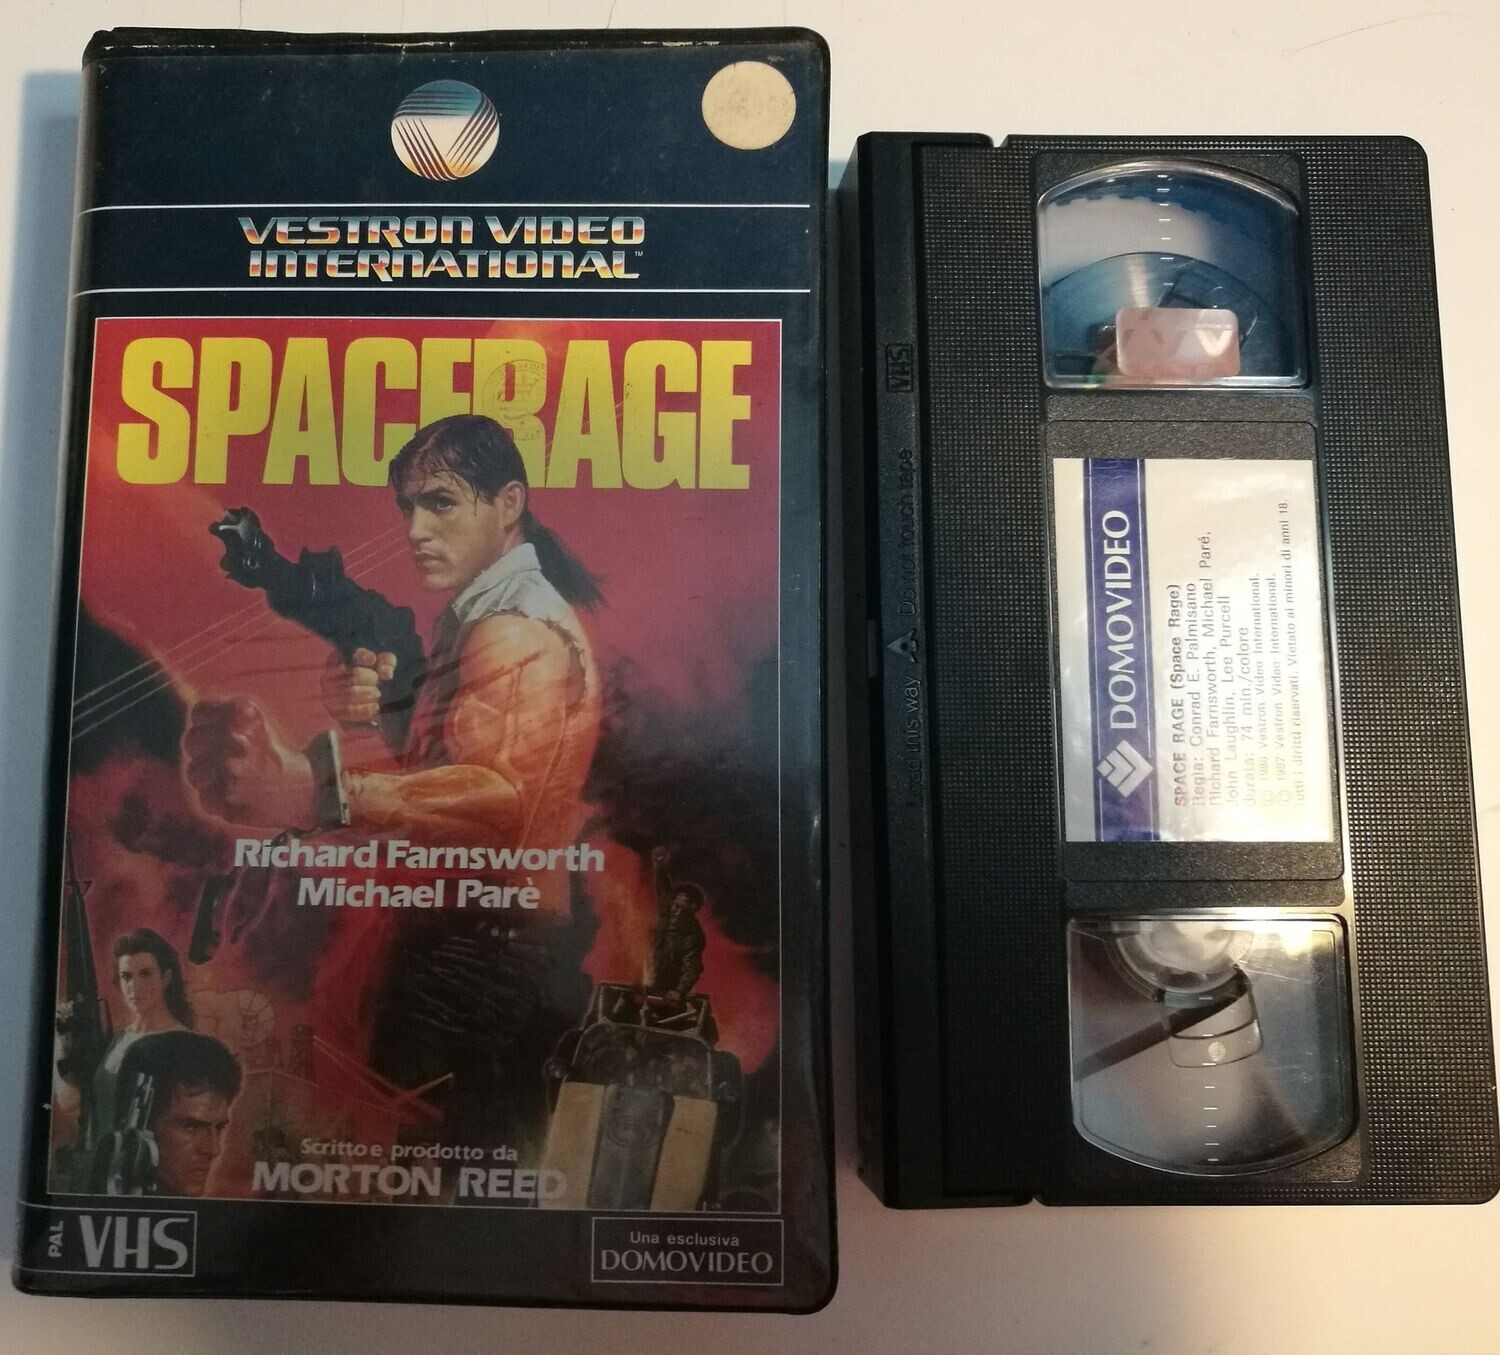 VESTRON VIDEO
INTERNATIONAL™
SPACERAGE
Richard Farnsworth
Michael Parè
Scritto e prodotto da
MORTON REED
PAL
VHS
Una esclusiva
DOMOVIDEO
VHS
Do not touch tape
Load this way
DOMOVIDEO
SPACE RAGE (Space Rage)
Regia: Conrad E. Palmisano
Richard Farnsworth, Michael Paré,
John Laughlin, Lee Purcell
durata: 74 min./colore
© 1986 Vestron Video International.
© 1987 Vestron Video International.
Tutti i diritti riservati. Vietato ai minori di anni 18.